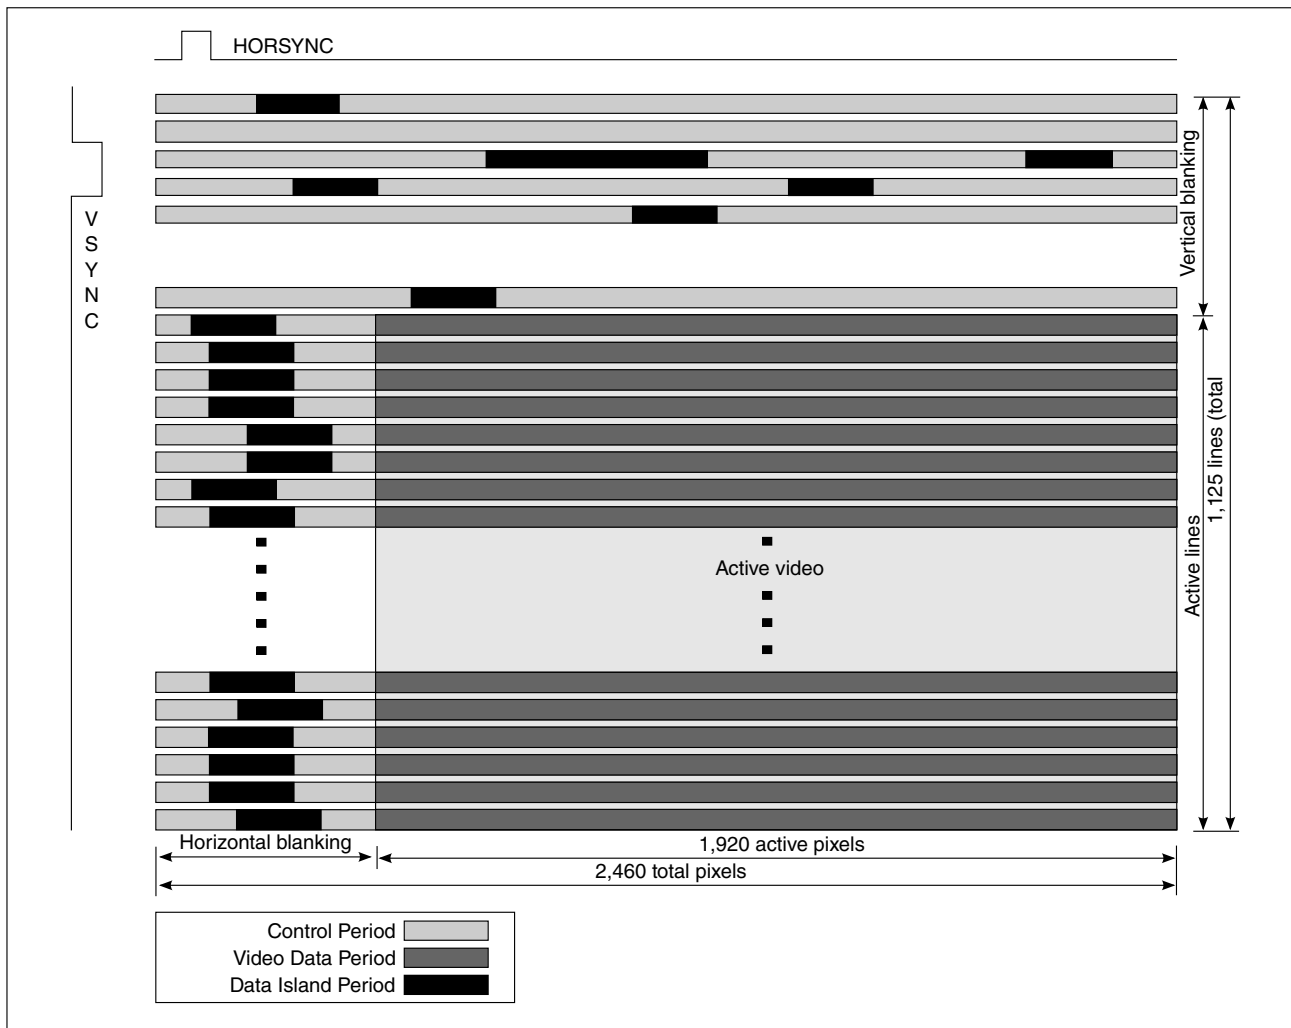 HORSYNC
VSYNC
Vertical blanking
1,125 lines (total
Active lines
Active video
Horizontal blanking
1,920 active pixels
2,460 total pixels
Control Period
Video Data Period
Data Island Period